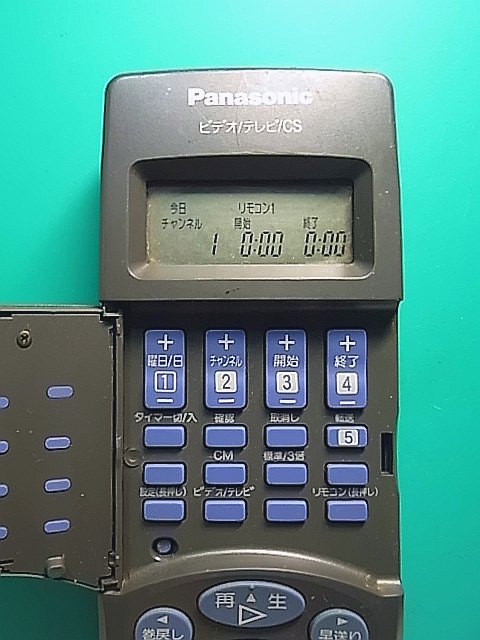 Panasonic
ビデオ/テレビ/CS
今日 リモコン1
チャンネル 開始 終了
1 0:00 0:00
+ + + +
曜日/日 チャンネル 開始 終了
1 2 3 4
− − − −
タイマー切/入 確認 取消し 転送
5
CM 標準/3倍
設定(長押し) ビデオ/テレビ リモコン(長押し)
再▲生
▷
◀ ▶
巻戻し 早送り